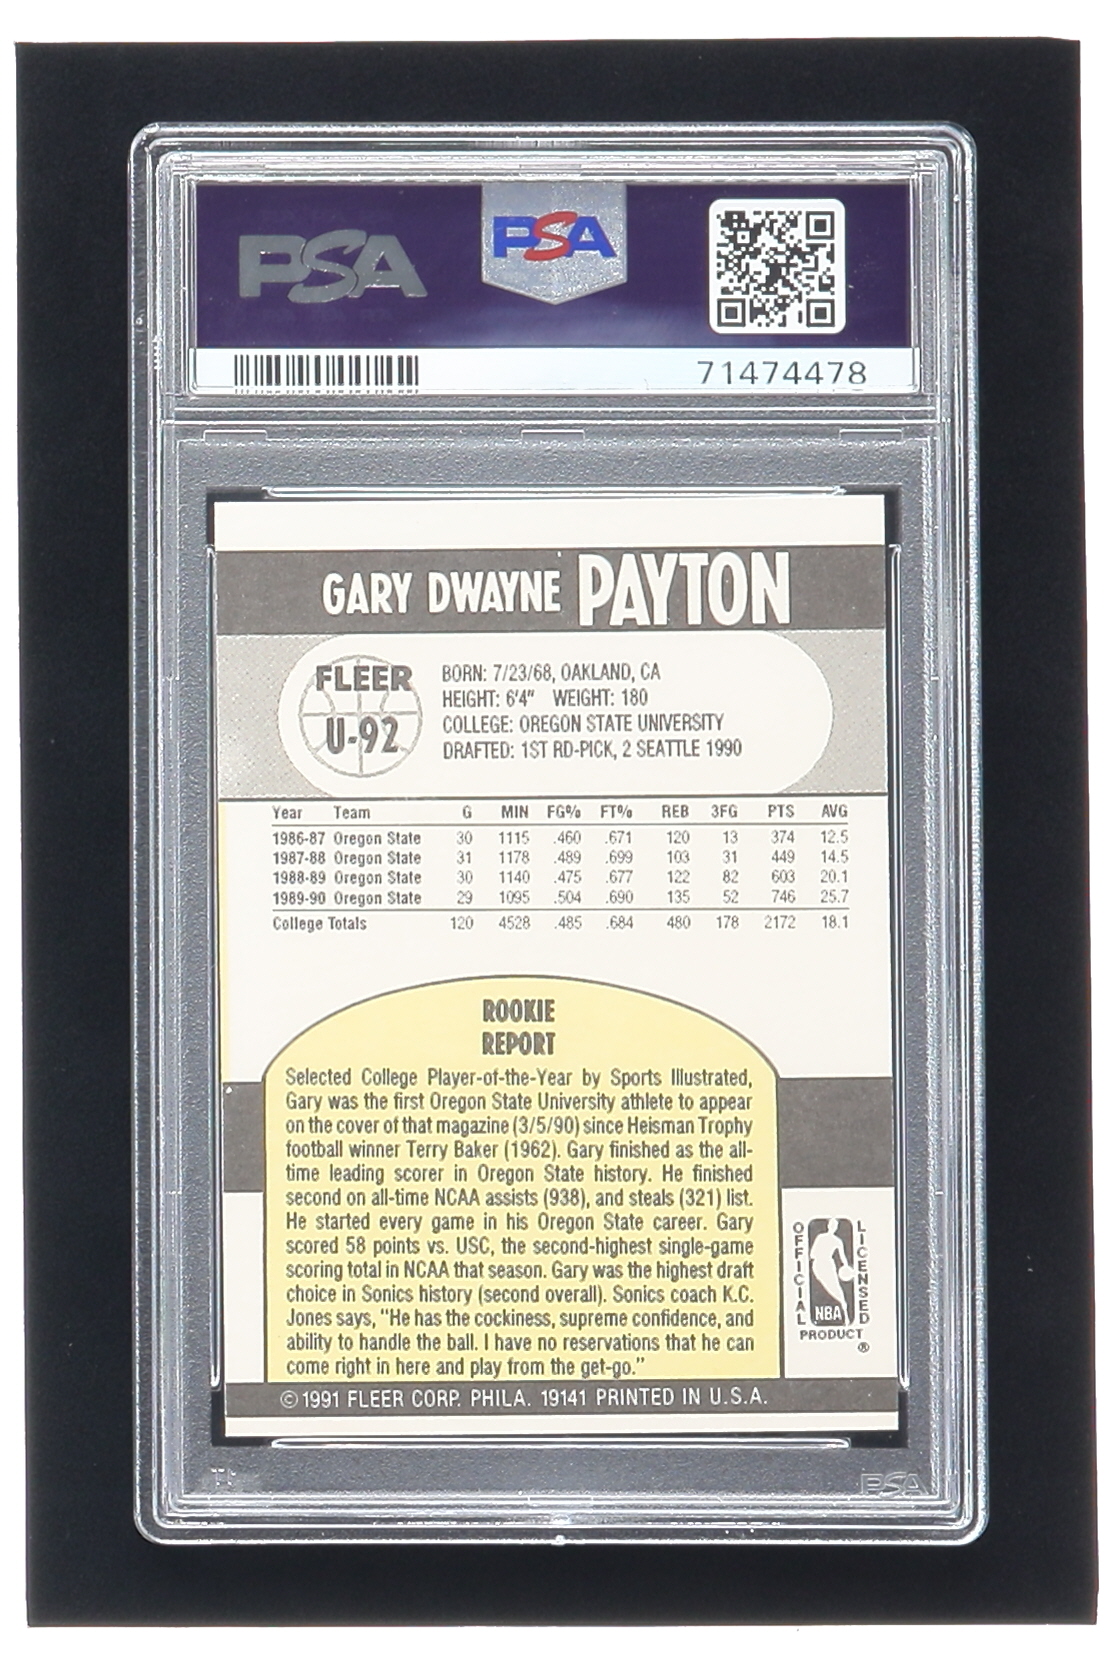 PSA PSA
71474478
GARY DWAYNE PAYTON
FLEER
U-92
BORN: 7/23/68, OAKLAND, CA
HEIGHT: 6'4" WEIGHT: 180
COLLEGE: OREGON STATE UNIVERSITY
DRAFTED: 1ST RD-PICK, 2 SEATTLE 1990
Year Team G MIN FG% FT% REB 3FG PTS AVG
1986-87 Oregon State 30 1115 .460 .671 120 13 374 12.5
1987-88 Oregon State 31 1178 .489 .699 103 31 449 14.5
1988-89 Oregon State 30 1140 .475 .677 122 82 603 20.1
1989-90 Oregon State 29 1095 .504 .690 135 52 746 25.7
College Totals 120 4528 .485 .684 480 178 2172 18.1
ROOKIE
REPORT
Selected College Player-of-the-Year by Sports Illustrated,
Gary was the first Oregon State University athlete to appear
on the cover of that magazine (3/5/90) since Heisman Trophy
football winner Terry Baker (1962). Gary finished as the all-
time leading scorer in Oregon State history. He finished
second on all-time NCAA assists (938), and steals (321) list.
He started every game in his Oregon State career. Gary
scored 58 points vs. USC, the second-highest single-game
scoring total in NCAA that season. Gary was the highest draft
choice in Sonics history (second overall). Sonics coach K.C.
Jones says, "He has the cockiness, supreme confidence, and
ability to handle the ball. I have no reservations that he can
come right in here and play from the get-go."
OFFICIAL LICENSED
NBA
PRODUCT
®
©1991 FLEER CORP. PHILA. 19141 PRINTED IN U.S.A.
PSA